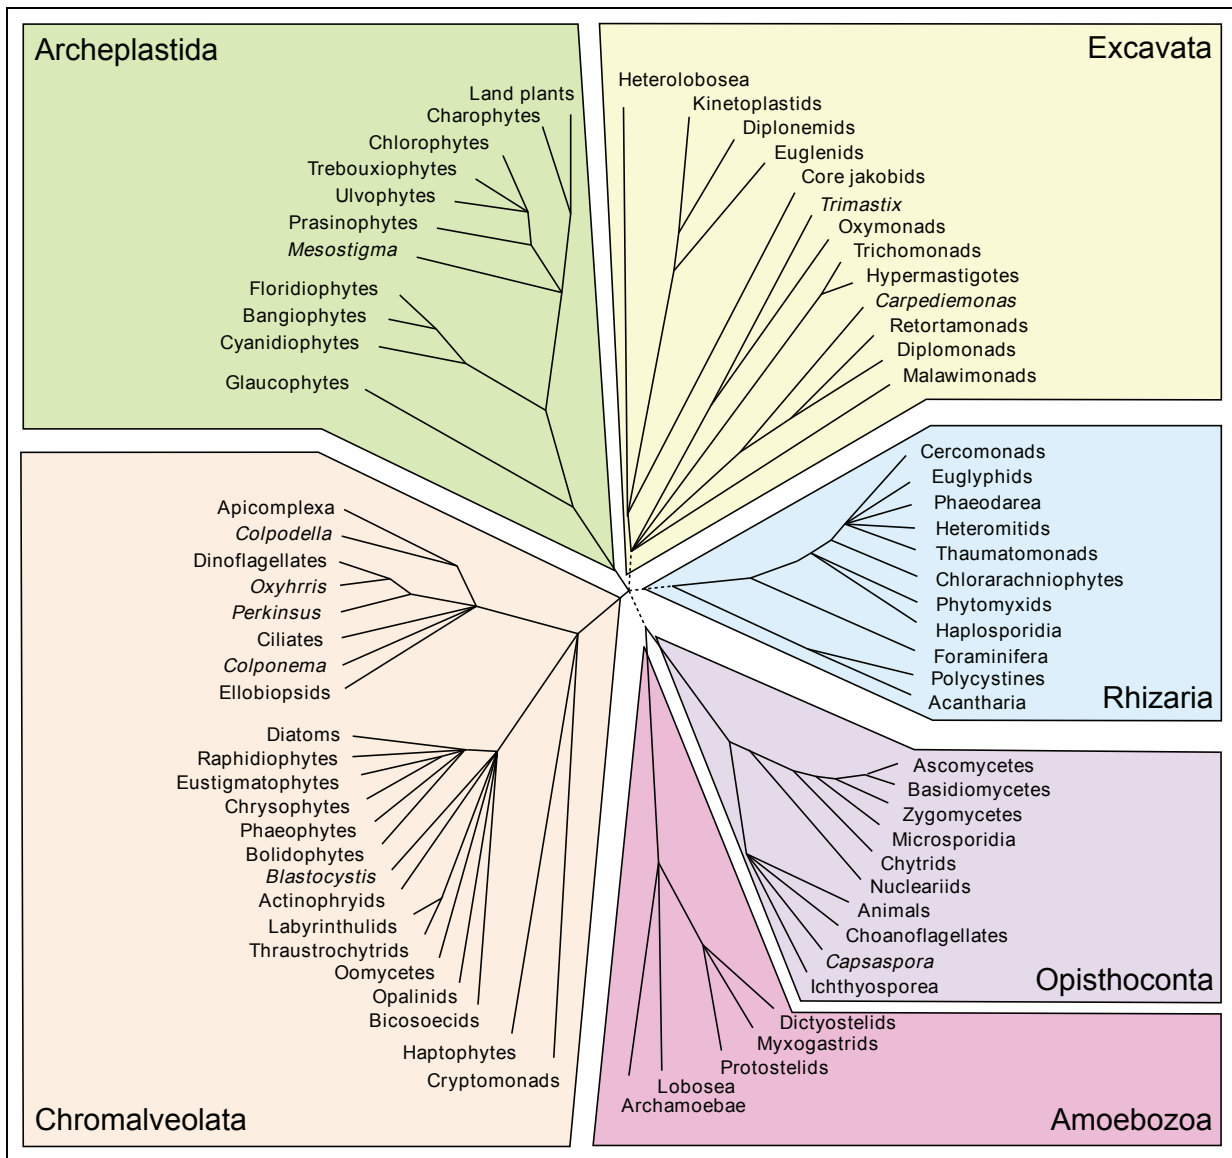 Archeplastida
Land plants
Charophytes
Chlorophytes
Trebouxiophytes
Ulvophytes
Prasinophytes
Mesostigma
Floridiophytes
Bangiophytes
Cyanidiophytes
Glaucophytes
Excavata
Heterolobosea
Kinetoplastids
Diplonemids
Euglenids
Core jakobids
Trimastix
Oxymonads
Trichomonads
Hypermastigotes
Carpediemonas
Retortamonads
Diplomonads
Malawimonads
Cercomonads
Euglyphids
Phaeodarea
Heteromitids
Thaumatomonads
Chlorarachniophytes
Phytomyxids
Haplosporidia
Foraminifera
Polycystines
Acantharia
Rhizaria
Apicomplexa
Colpodella
Dinoflagellates
Oxyhrris
Perkinsus
Ciliates
Colponema
Ellobiopsids
Diatoms
Raphidiophytes
Eustigmatophytes
Chrysophytes
Phaeophytes
Bolidophytes
Blastocystis
Actinophryids
Labyrinthulids
Thraustrochytrids
Oomycetes
Opalinids
Bicosoecids
Haptophytes
Cryptomonads
Chromalveolata
Ascomycetes
Basidiomycetes
Zygomycetes
Microsporidia
Chytrids
Nucleariids
Animals
Choanoflagellates
Capsaspora
Ichthyosporea
Opisthoconta
Dictyostelids
Myxogastrids
Protostelids
Lobosea
Archamoebae
Amoebozoa